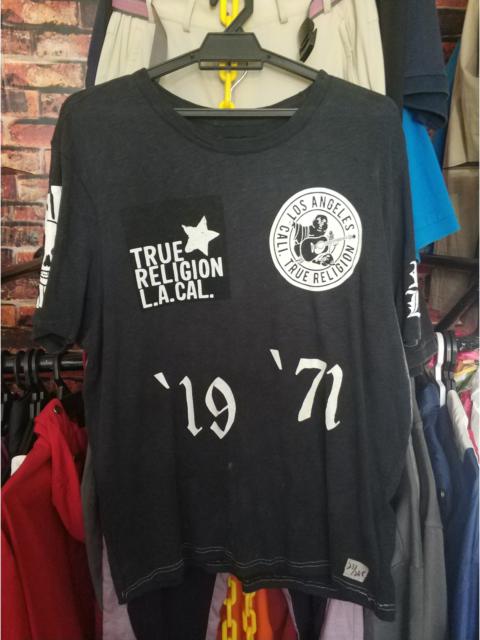 TRUE
RELIGION
L.A.CAL.
LOS ANGELES
CALI. TRUE RELIGION
`19 `71